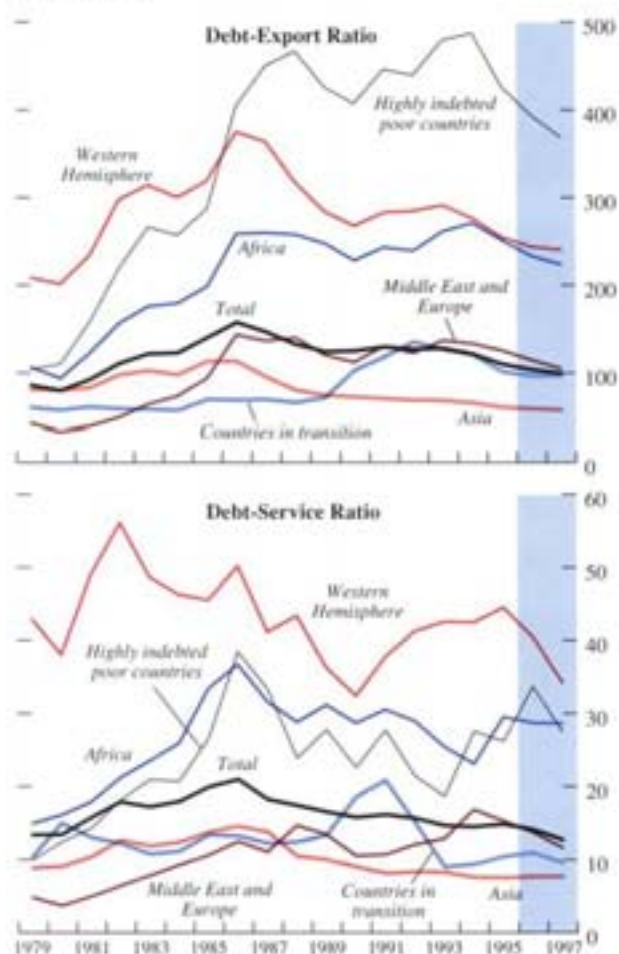 Debt-Export Ratio
500
400
300
200
100
0
Highly indebted
poor countries
Western
Hemisphere
Africa
Middle East and
Europe
Total
Countries in transition
Asia
Debt-Service Ratio
60
50
40
30
20
10
0
Western
Hemisphere
Highly indebted
poor countries
Africa
Total
Middle East and
Europe
Countries in
transition
Asia
1979 1981 1983 1985 1987 1989 1991 1993 1995 1997